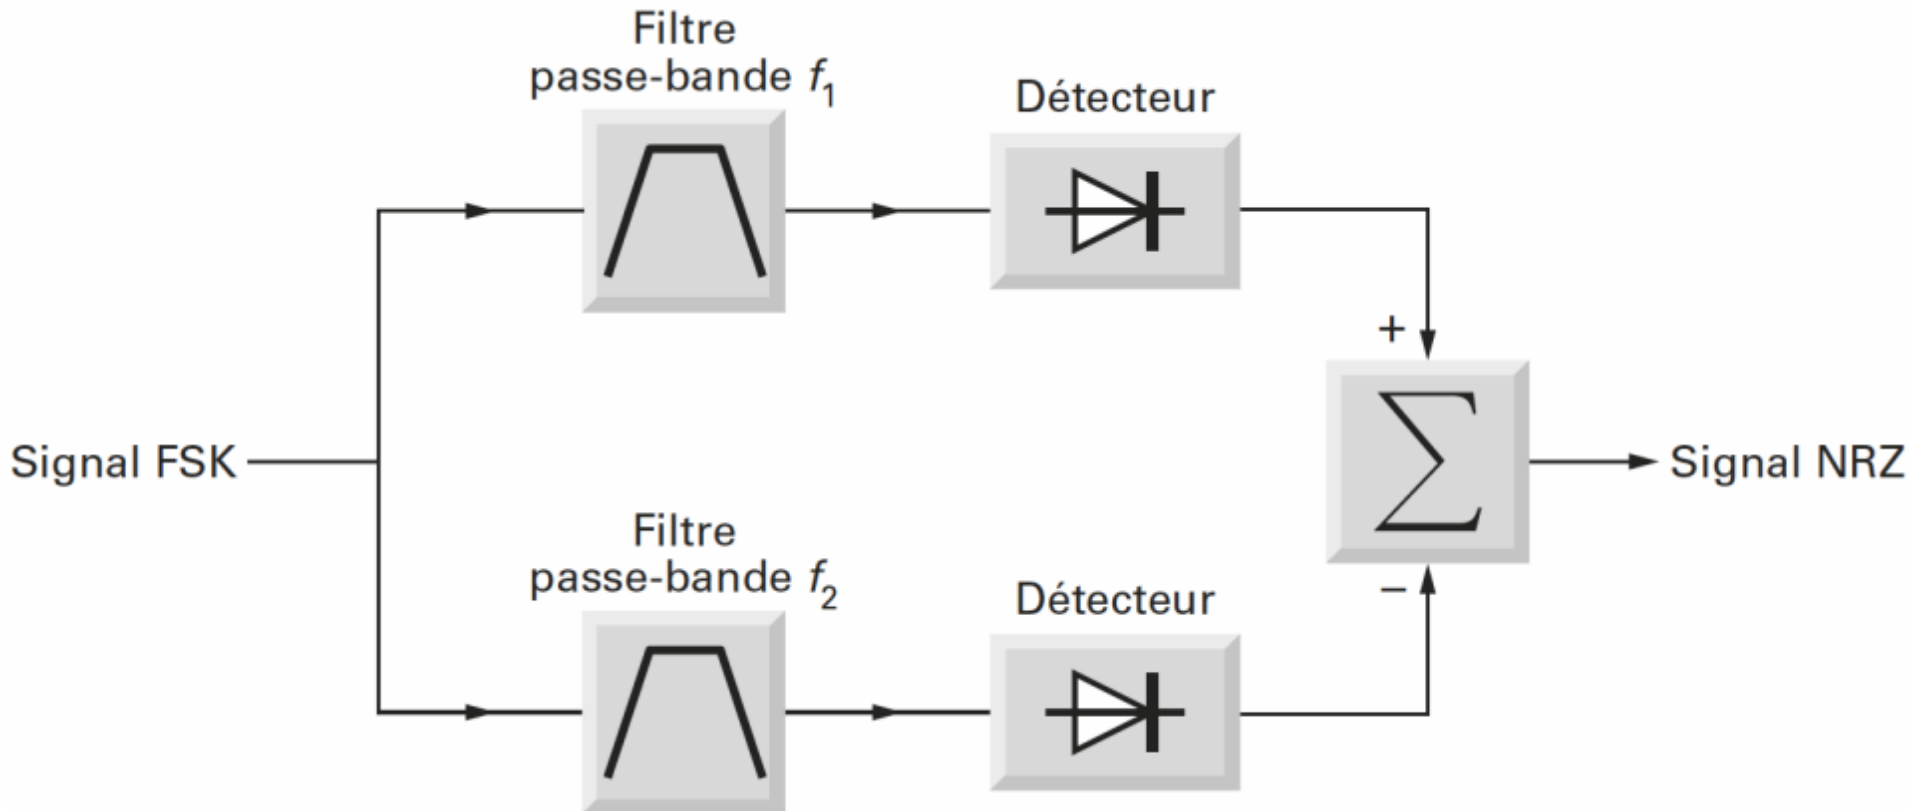 Filtre
passe-bande f1
Détecteur
+
Σ
Signal FSK
Signal NRZ
Filtre
passe-bande f2
Détecteur
−